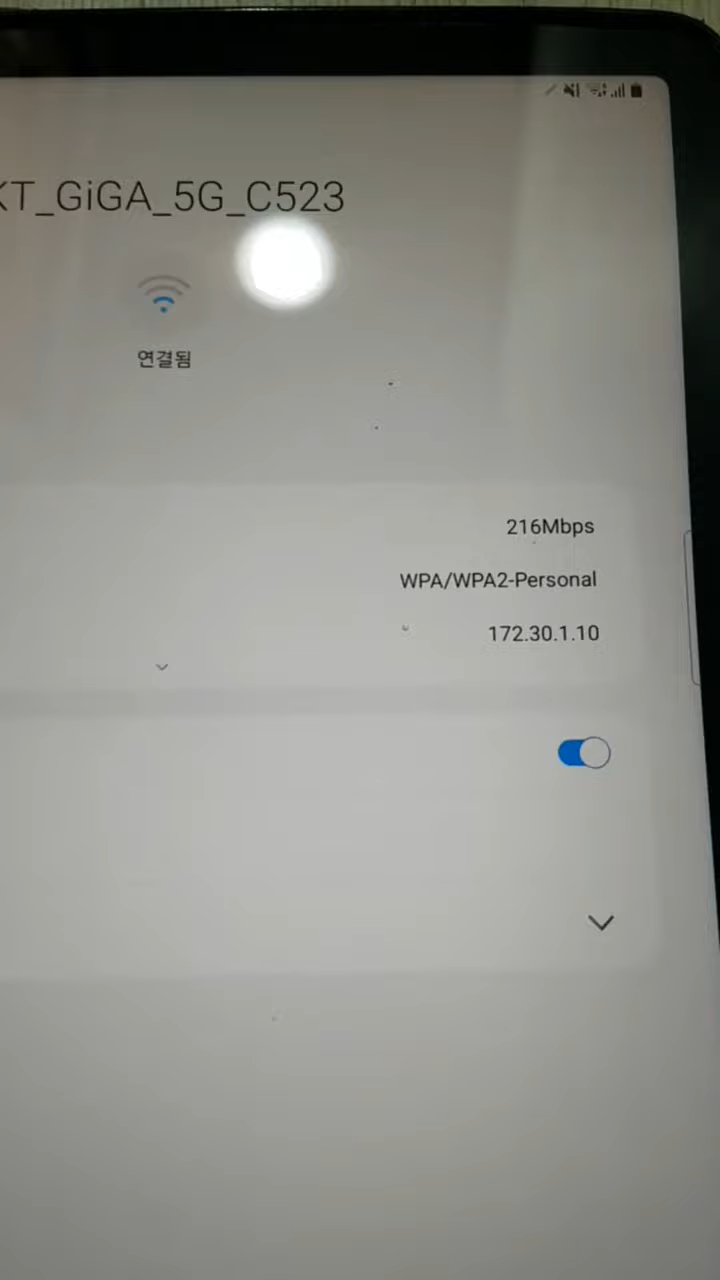 KT_GiGA_5G_C523
연결됨
216Mbps
WPA/WPA2-Personal
172.30.1.10